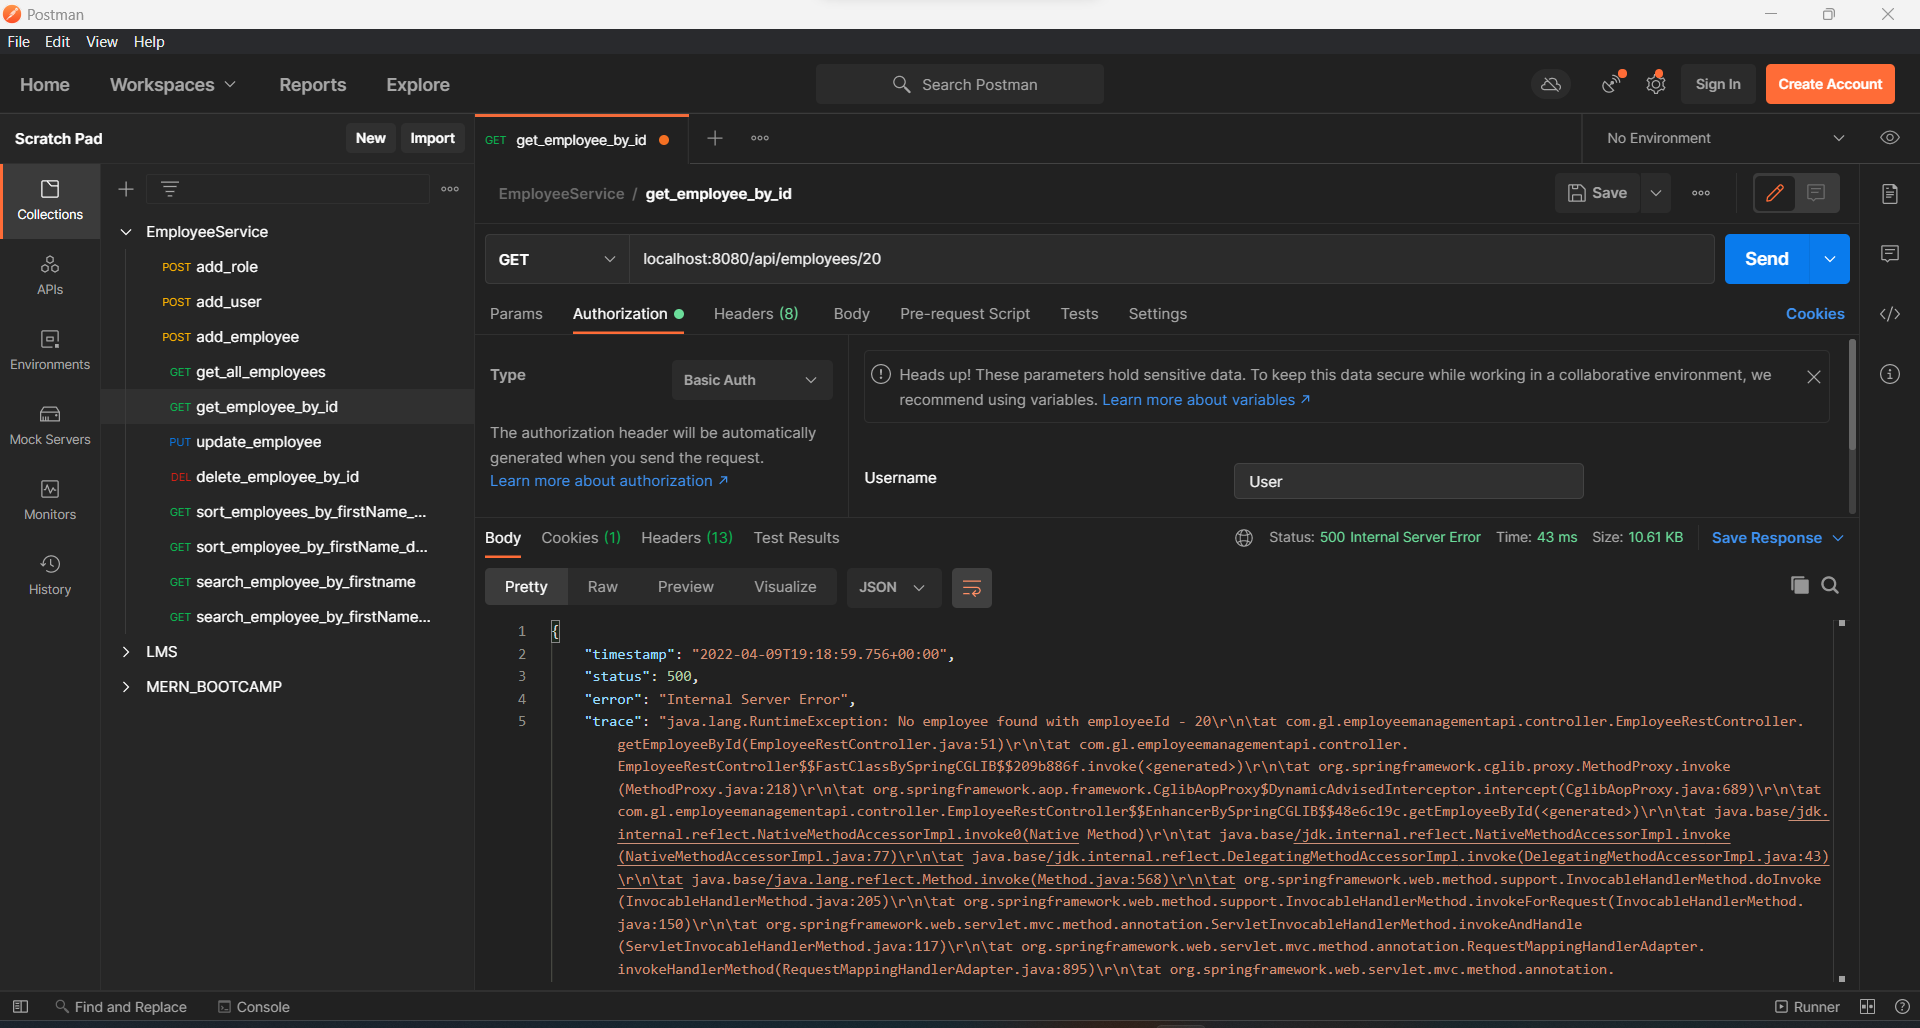 Postman
File Edit View Help
Home Workspaces Reports Explore Search Postman Sign In Create Account
Scratch Pad New Import GET get_employee_by_id No Environment
EmployeeService / get_employee_by_id Save
Collections
APIs
Environments
Mock Servers
Monitors
History
EmployeeService
POST add_role
POST add_user
POST add_employee
GET get_all_employees
GET get_employee_by_id
PUT update_employee
DEL delete_employee_by_id
GET sort_employees_by_firstName_...
GET sort_employee_by_firstName_d...
GET search_employee_by_firstname
GET search_employee_by_firstName...
LMS
MERN_BOOTCAMP
GET localhost:8080/api/employees/20 Send
Params Authorization Headers (8) Body Pre-request Script Tests Settings Cookies
Type Basic Auth
The authorization header will be automatically
generated when you send the request.
Learn more about authorization ↗
Heads up! These parameters hold sensitive data. To keep this data secure while working in a collaborative environment, we
recommend using variables. Learn more about variables ↗
Username User
Body Cookies (1) Headers (13) Test Results Status: 500 Internal Server Error Time: 43 ms Size: 10.61 KB Save Response
Pretty Raw Preview Visualize JSON
1 {
2 "timestamp": "2022-04-09T19:18:59.756+00:00",
3 "status": 500,
4 "error": "Internal Server Error",
5 "trace": "java.lang.RuntimeException: No employee found with employeeId - 20\r\n\tat com.gl.employeemanagementapi.controller.EmployeeRestController.
getEmployeeById(EmployeeRestController.java:51)\r\n\tat com.gl.employeemanagementapi.controller.
EmployeeRestController$$FastClassBySpringCGLIB$$209b886f.invoke(<generated>)\r\n\tat org.springframework.cglib.proxy.MethodProxy.invoke
(MethodProxy.java:218)\r\n\tat org.springframework.aop.framework.CglibAopProxy$DynamicAdvisedInterceptor.intercept(CglibAopProxy.java:689)\r\n\tat
com.gl.employeemanagementapi.controller.EmployeeRestController$$EnhancerBySpringCGLIB$$48e6c19c.getEmployeeById(<generated>)\r\n\tat java.base/jdk.
internal.reflect.NativeMethodAccessorImpl.invoke0(Native Method)\r\n\tat java.base/jdk.internal.reflect.NativeMethodAccessorImpl.invoke
(NativeMethodAccessorImpl.java:77)\r\n\tat java.base/jdk.internal.reflect.DelegatingMethodAccessorImpl.invoke(DelegatingMethodAccessorImpl.java:43)
\r\n\tat java.base/java.lang.reflect.Method.invoke(Method.java:568)\r\n\tat org.springframework.web.method.support.InvocableHandlerMethod.doInvoke
(InvocableHandlerMethod.java:205)\r\n\tat org.springframework.web.method.support.InvocableHandlerMethod.invokeForRequest(InvocableHandlerMethod.
java:150)\r\n\tat org.springframework.web.servlet.mvc.method.annotation.ServletInvocableHandlerMethod.invokeAndHandle
(ServletInvocableHandlerMethod.java:117)\r\n\tat org.springframework.web.servlet.mvc.method.annotation.RequestMappingHandlerAdapter.
invokeHandlerMethod(RequestMappingHandlerAdapter.java:895)\r\n\tat org.springframework.web.servlet.mvc.method.annotation.
Find and Replace Console Runner